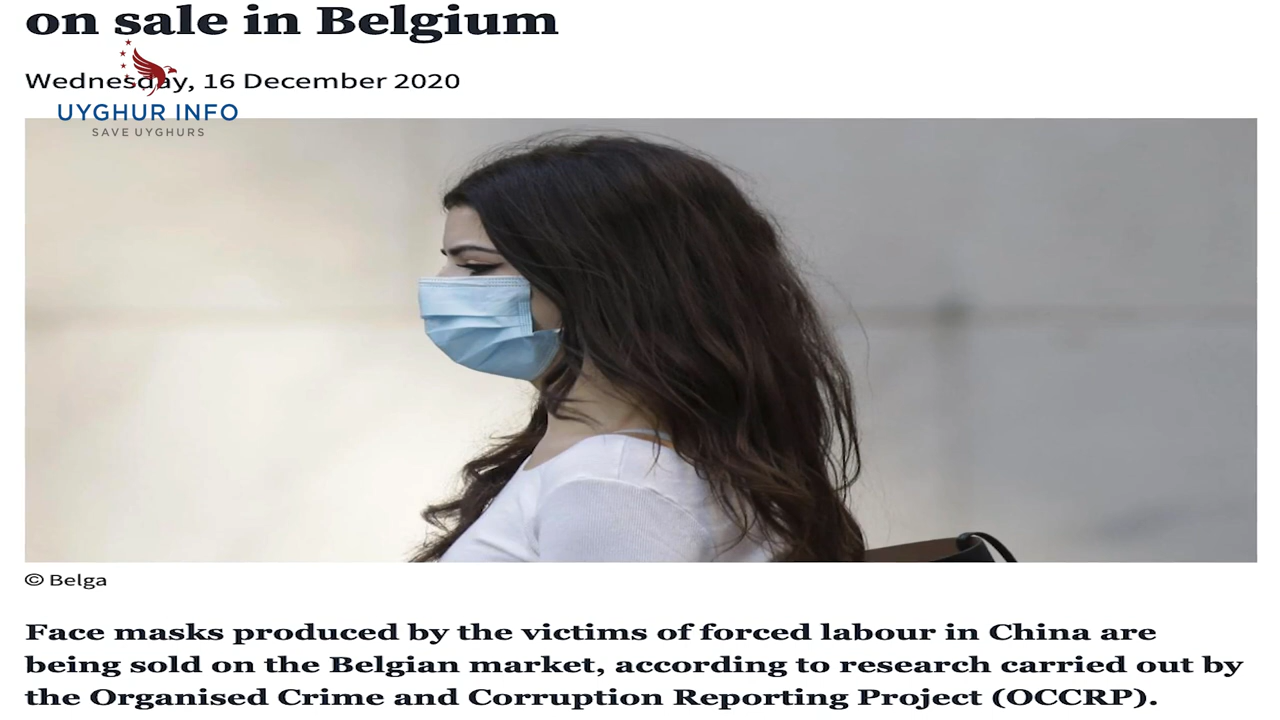 on sale in Belgium
Wednesday, 16 December 2020
UYGHUR INFO
SAVE UYGHURS
© Belga
Face masks produced by the victims of forced labour in China are
being sold on the Belgian market, according to research carried out by
the Organised Crime and Corruption Reporting Project (OCCRP).